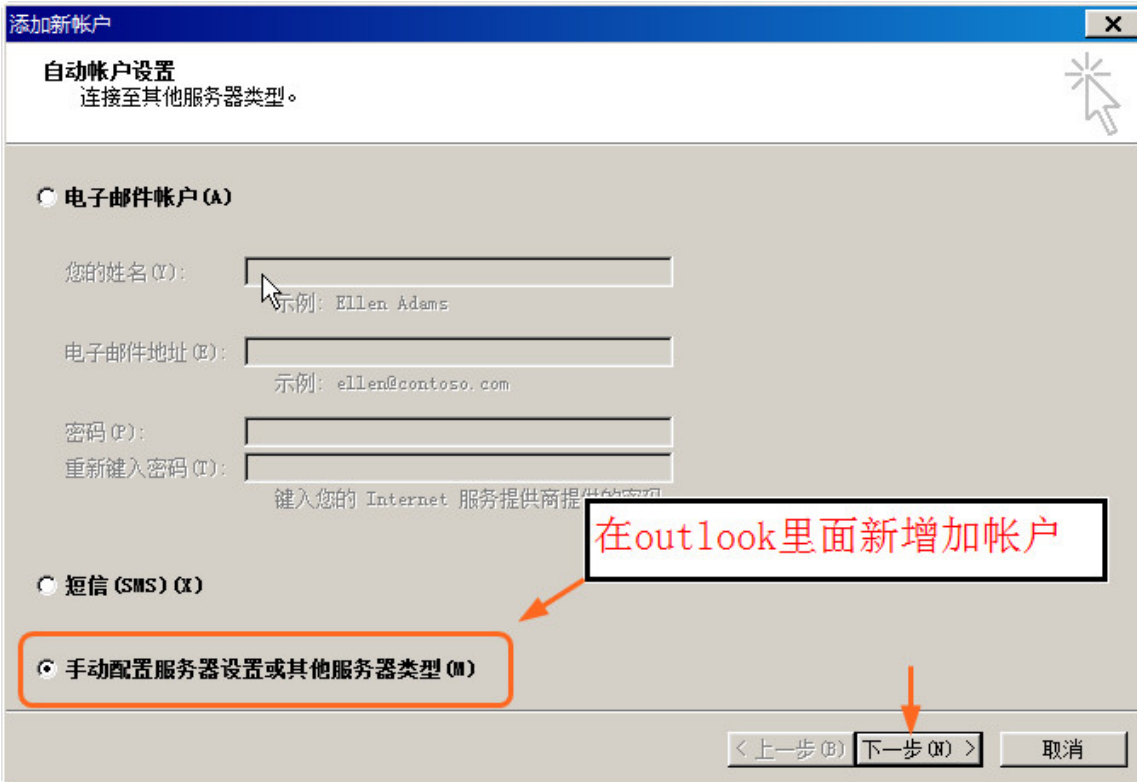 添加新帐户
自动帐户设置
连接至其他服务器类型。
电子邮件帐户(A)
您的姓名(Y):
示例: Ellen Adams
电子邮件地址(E):
示例: ellen@contoso.com
密码(P):
重新键入密码(T):
键入您的 Internet 服务提供商提供的密码
在outlook里面新增加帐户
短信(SMS)(X)
手动配置服务器设置或其他服务器类型(M)
< 上一步(B) 下一步(N) > 取消